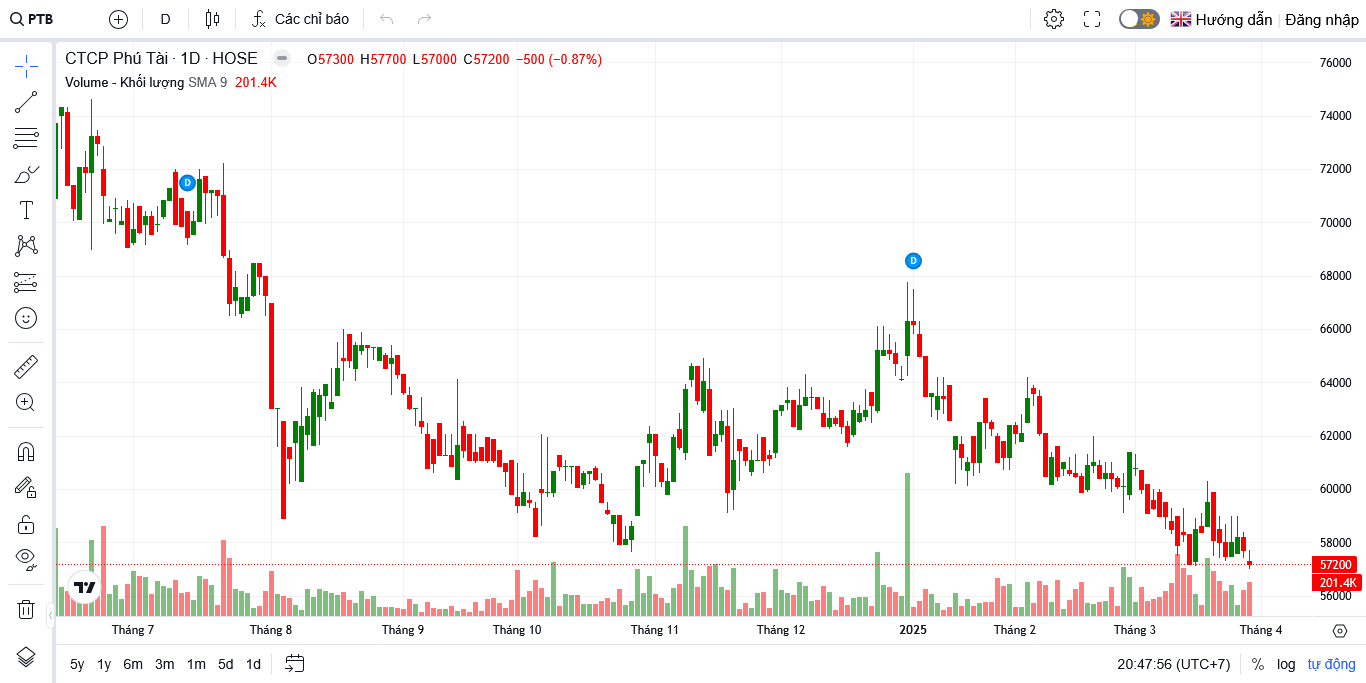 PTB D Các chỉ báo Hướng dẫn Đăng nhập
CTCP Phú Tài · 1D · HOSE O57300 H57700 L57000 C57200 −500 (−0.87%)
Volume - Khối lượng SMA 9 201.4K
76000
74000
72000
D
70000
68000
D
66000
64000
62000
60000
58000
57200
201.4K
56000
Tháng 7 Tháng 8 Tháng 9 Tháng 10 Tháng 11 Tháng 12 2025 Tháng 2 Tháng 3 Tháng 4
5y 1y 6m 3m 1m 5d 1d 20:47:56 (UTC+7) % log tự động